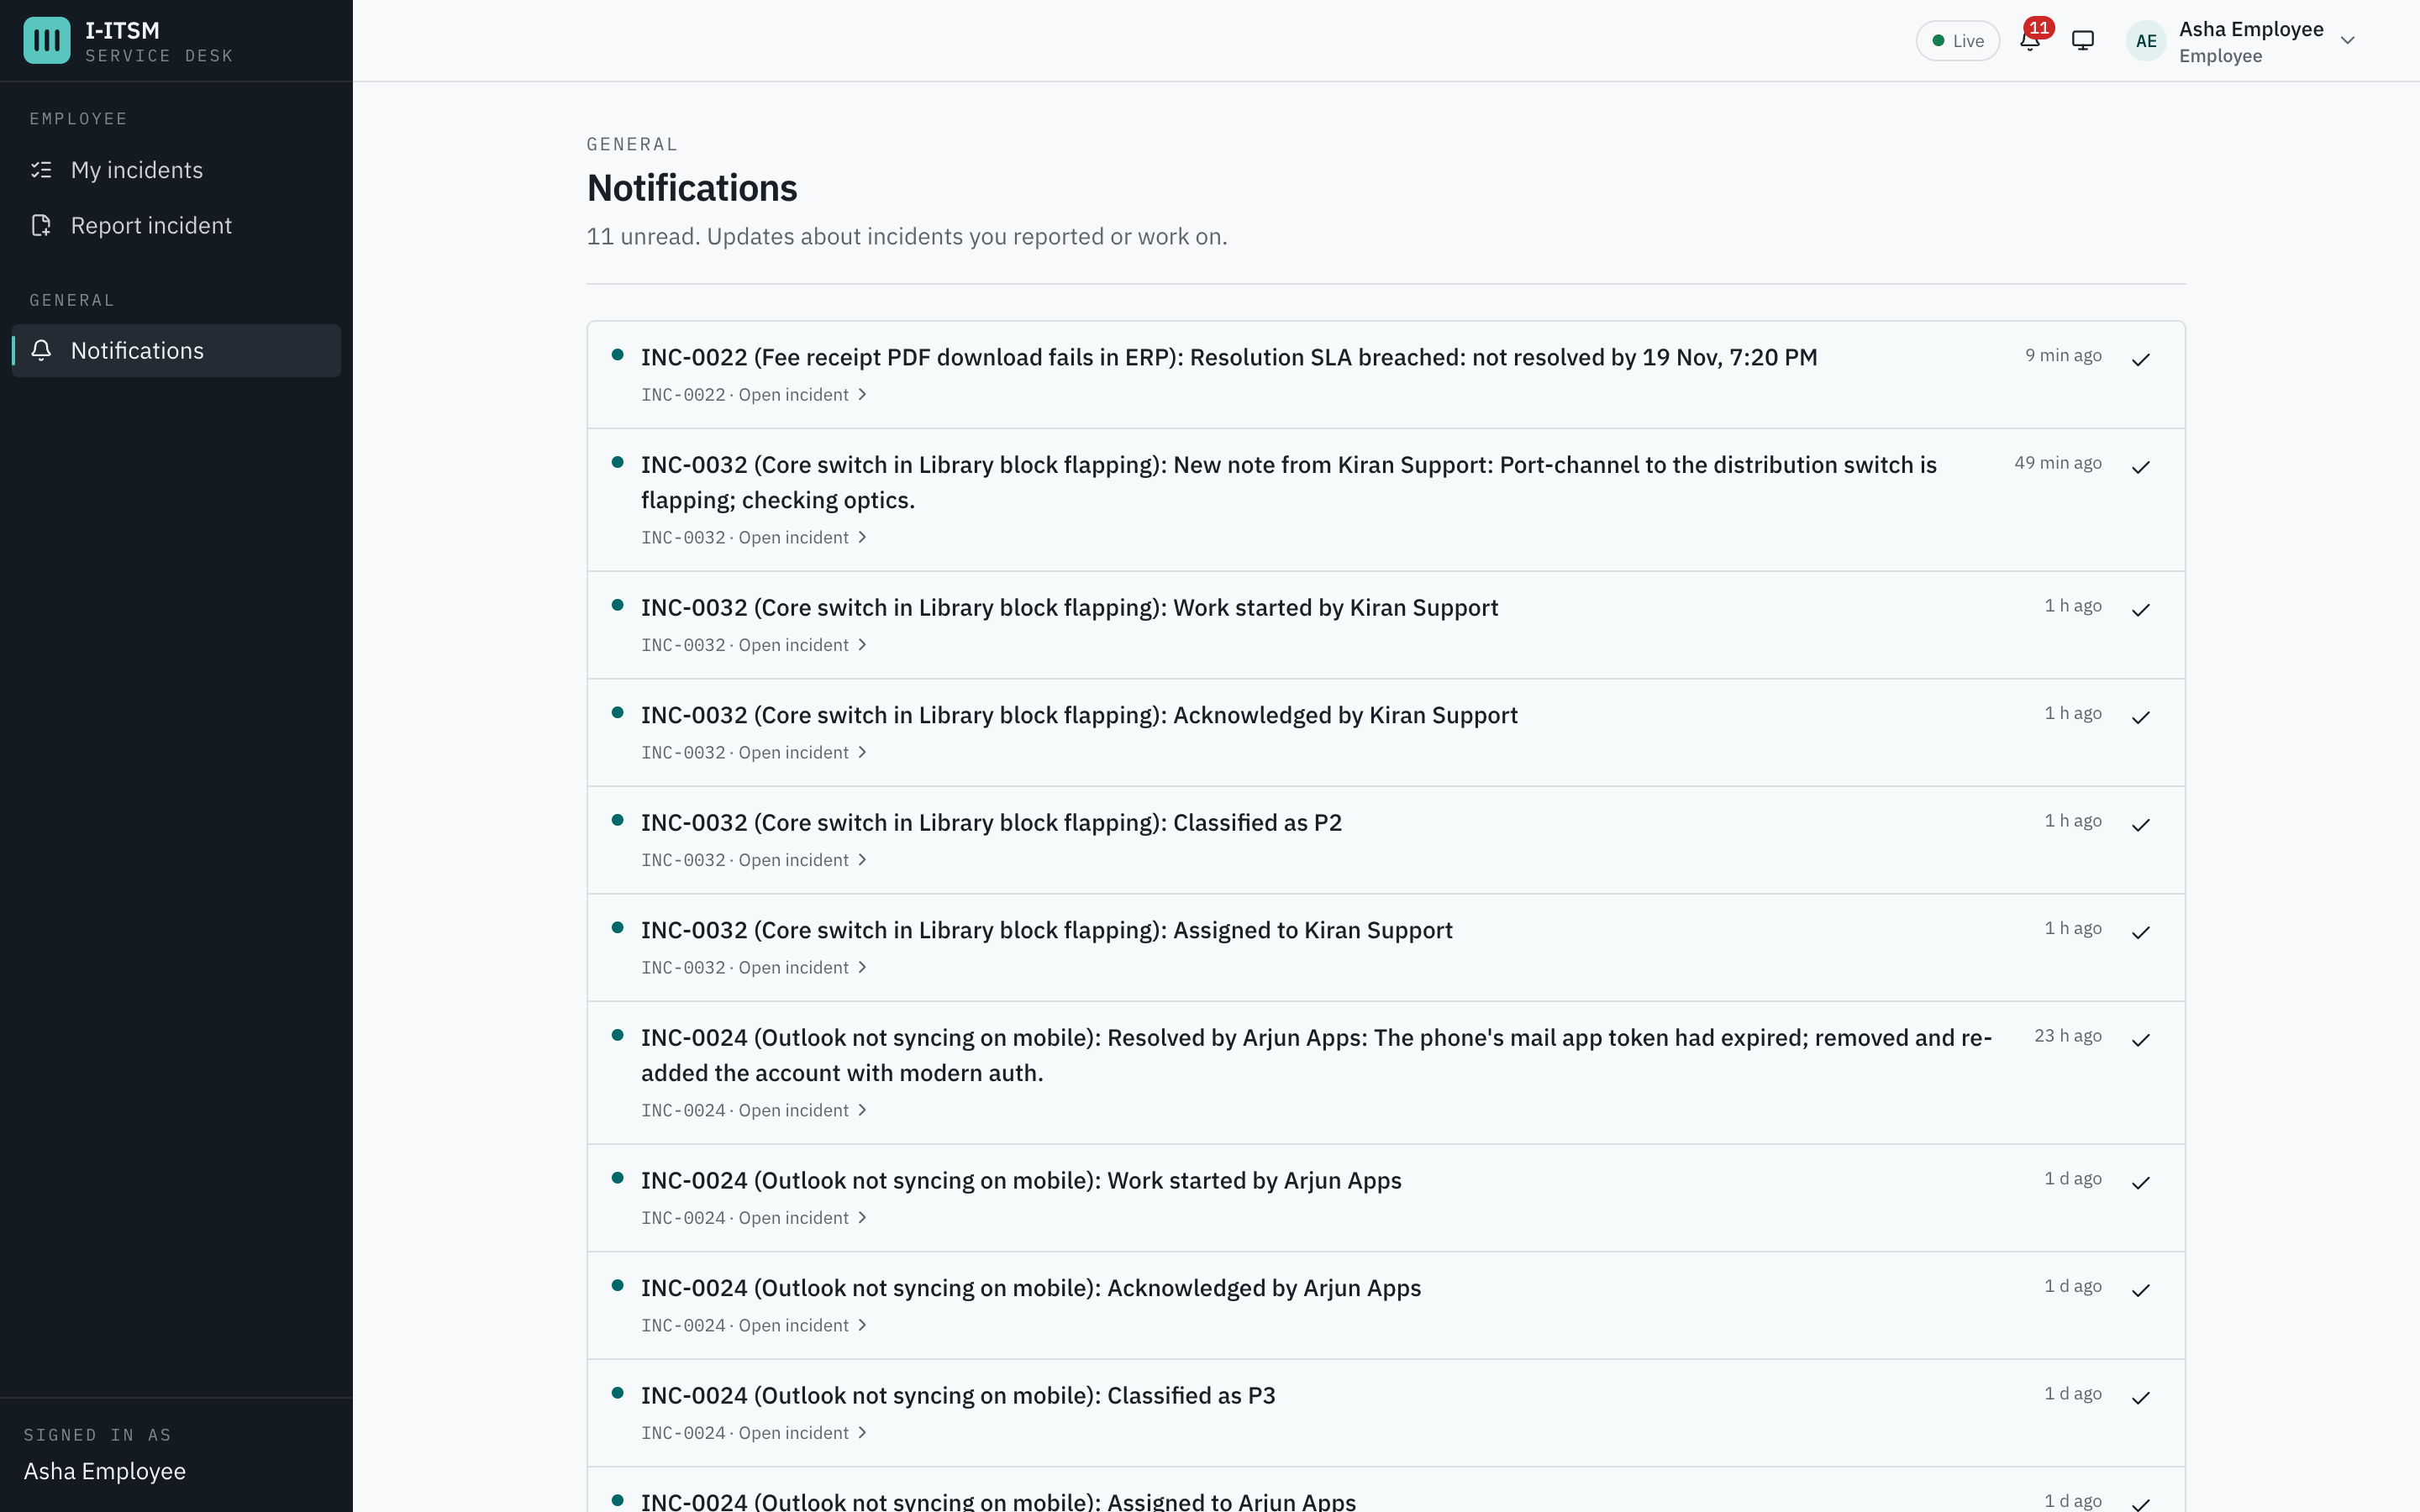 I-ITSM
SERVICE DESK
EMPLOYEE
My incidents
Report incident
GENERAL
Notifications
SIGNED IN AS
Asha Employee
Live
11
AE
Asha Employee
Employee
GENERAL
Notifications
11 unread. Updates about incidents you reported or work on.
INC-0022 (Fee receipt PDF download fails in ERP): Resolution SLA breached: not resolved by 19 Nov, 7:20 PM
9 min ago
INC-0022 · Open incident
INC-0032 (Core switch in Library block flapping): New note from Kiran Support: Port-channel to the distribution switch is
flapping; checking optics.
49 min ago
INC-0032 · Open incident
INC-0032 (Core switch in Library block flapping): Work started by Kiran Support
1 h ago
INC-0032 · Open incident
INC-0032 (Core switch in Library block flapping): Acknowledged by Kiran Support
1 h ago
INC-0032 · Open incident
INC-0032 (Core switch in Library block flapping): Classified as P2
1 h ago
INC-0032 · Open incident
INC-0032 (Core switch in Library block flapping): Assigned to Kiran Support
1 h ago
INC-0032 · Open incident
INC-0024 (Outlook not syncing on mobile): Resolved by Arjun Apps: The phone's mail app token had expired; removed and re-
added the account with modern auth.
23 h ago
INC-0024 · Open incident
INC-0024 (Outlook not syncing on mobile): Work started by Arjun Apps
1 d ago
INC-0024 · Open incident
INC-0024 (Outlook not syncing on mobile): Acknowledged by Arjun Apps
1 d ago
INC-0024 · Open incident
INC-0024 (Outlook not syncing on mobile): Classified as P3
1 d ago
INC-0024 · Open incident
INC-0024 (Outlook not syncing on mobile): Assigned to Arjun Apps
1 d ago